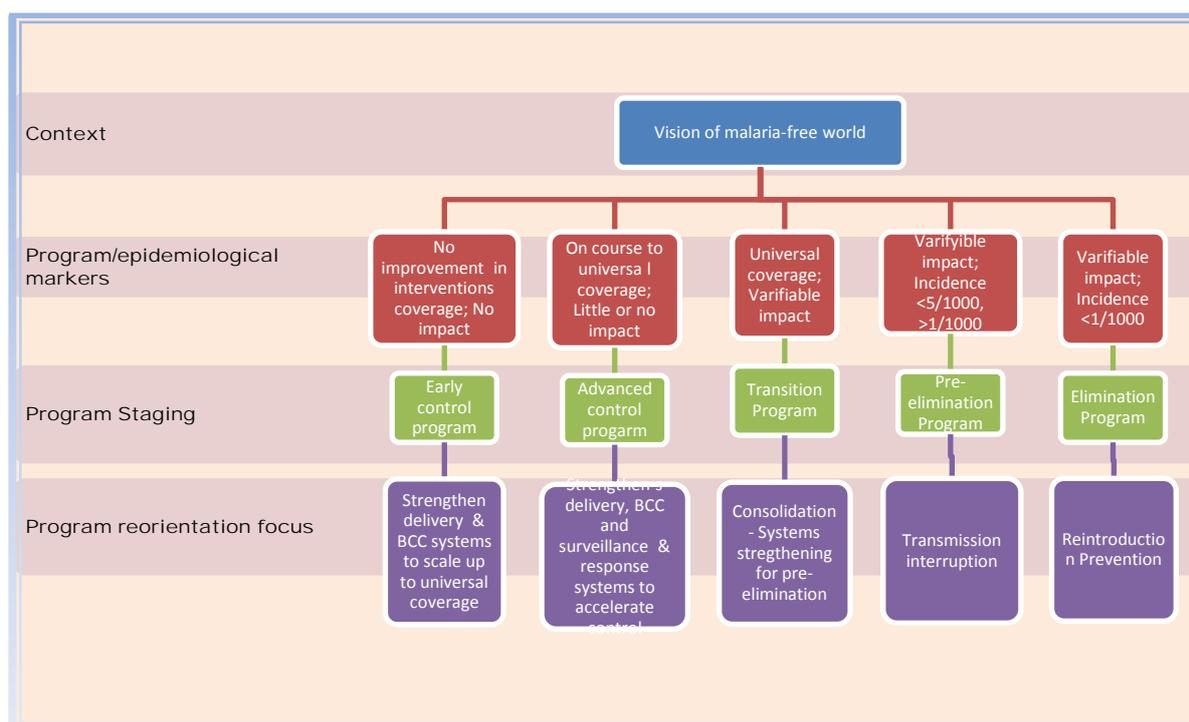 Context
Vision of malaria-free world
Program/epidemiological
markers
No
improvement in
interventions
coverage; No
impact
On course to
universa l
coverage;
Little or no
impact
Universal
coverage;
Varifiable
impact
Varifyible
impact;
Incidence
<5/1000,
>1/1000
Varifiable
impact;
Incidence
<1/1000
Program Staging
Early
control
program
Advanced
control
progarm
Transition
Program
Pre-
elimination
Program
Elimination
Program
Program reorientation focus
Strengthen
delivery &
BCC systems
to scale up
to universal
coverage
delivery, BCC
and
surveillance &
response
systems to
accelerate
control
Consolidation
- Systems
stregthening
for pre-
elimination
Transmission
interruption
Reintroductio
n Prevention